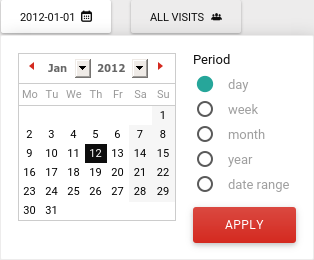 2012-01-01 ALL VISITS
Jan 2012
Mo Tu We Th Fr Sa Su
1
2 3 4 5 6 7 8
9 10 11 12 13 14 15
16 17 18 19 20 21 22
23 24 25 26 27 28 29
30 31
Period
day
week
month
year
date range
APPLY